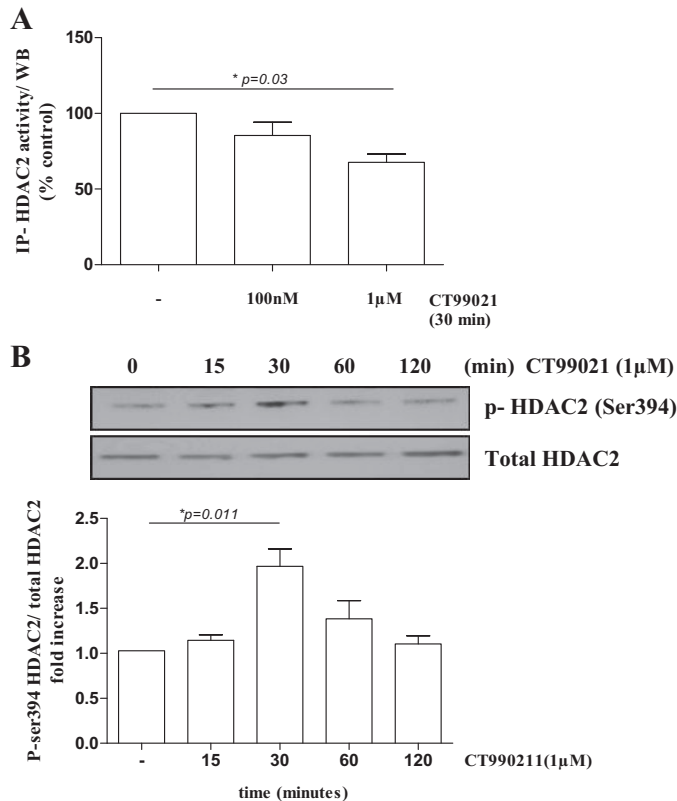 A
IP- HDAC2 activity/ WB
(% control)
150
100
50
0
* p=0.03
-
100nM
1µM
CT99021
(30 min)
B
0 15 30 60 120 (min) CT99021 (1µM)
p- HDAC2 (Ser394)
Total HDAC2
P-ser394 HDAC2/ total HDAC2
fold increase
2.5
2.0
1.5
1.0
0.5
0.0
*p=0.011
- 15 30 60 120 CT990211(1µM)
time (minutes)